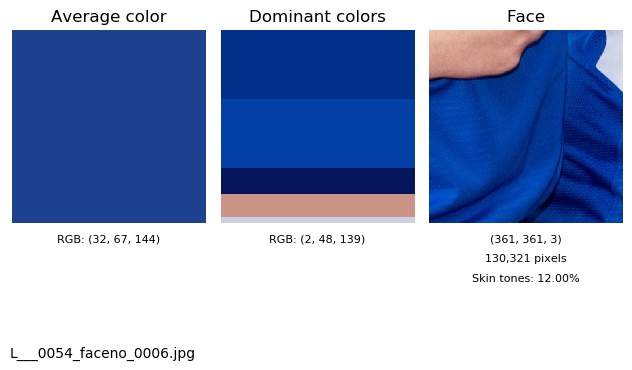 Average color
Dominant colors
Face
RGB: (32, 67, 144)
RGB: (2, 48, 139)
(361, 361, 3)
130,321 pixels
Skin tones: 12.00%
L___0054_faceno_0006.jpg